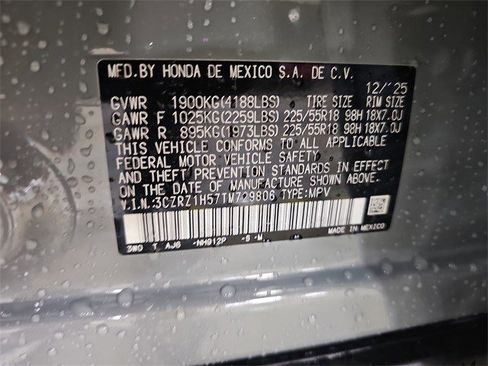 MFD.BY HONDA DE MEXICO S.A. DE C.V.
12/'25
GVWR 1900KG(4188LBS) TIRE SIZE RIM SIZE
GAWR F 1025KG(2259LBS) 225/55R18 98H 18X7.0J
GAWR R 895KG(1973LBS) 225/55R18 98H 18X7.0J
THIS VEHICLE CONFORMS TO ALL APPLICABLE
FEDERAL MOTOR VEHICLE SAFETY
AND THEFT PREVENTION STANDARDS IN EFFECT
ON THE DATE OF MANUFACTURE SHOWN ABOVE.
V.I.N.:3CZRZ1H57TM729806 TYPE:MPV
3W0 T AJ6 -NH912P -G -M